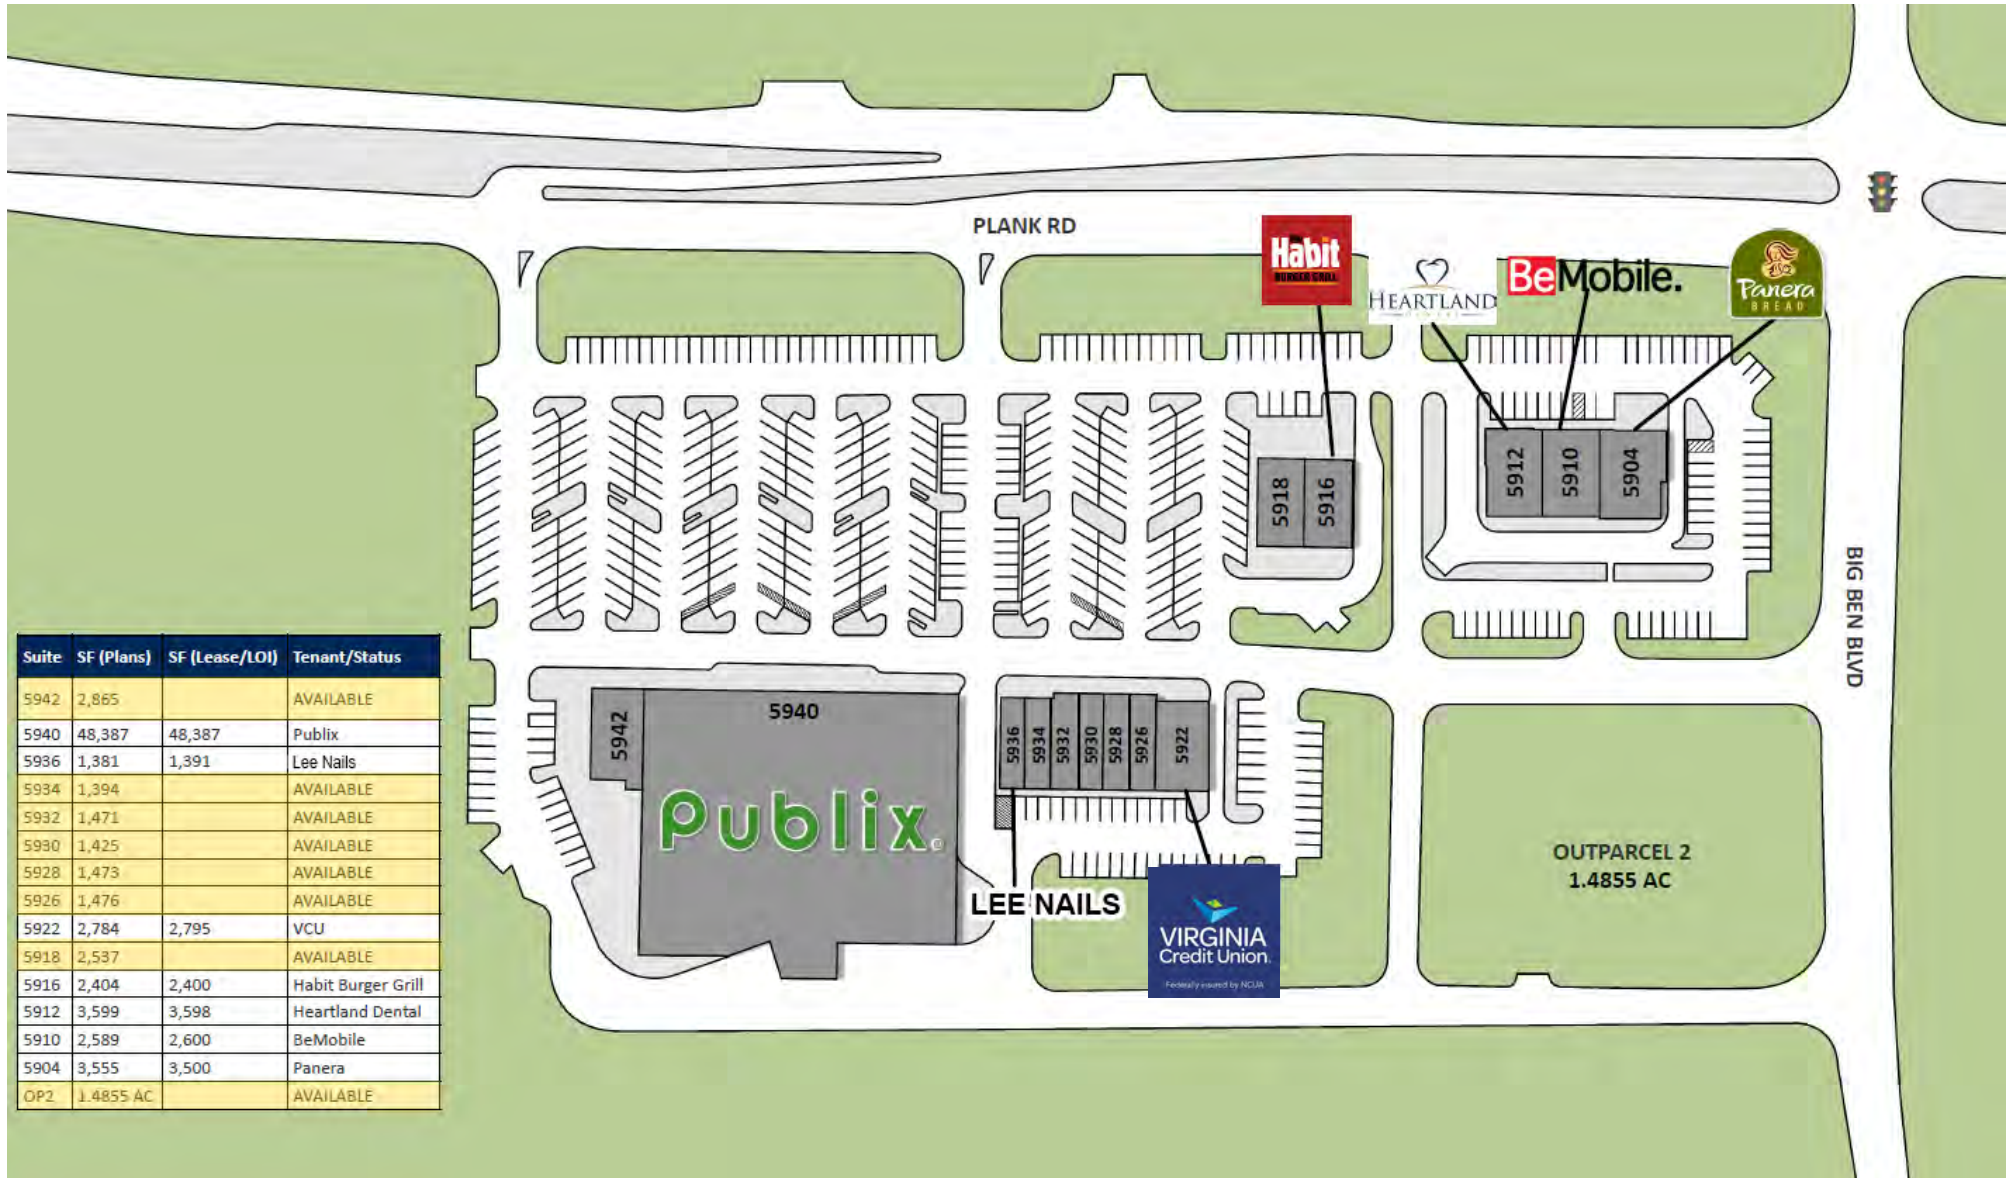 PLANK RD
Habit
BURGER GRILL
HEARTLAND
BeMobile.
Panera
BREAD
5912
5910
5904
5918
5916
BIG BEN BLVD
Suite SF (Plans) SF (Lease/LOI) Tenant/Status
5942 2,865 AVAILABLE
5940 48,387 48,387 Publix
5936 1,381 1,391 Lee Nails
5934 1,394 AVAILABLE
5932 1,471 AVAILABLE
5930 1,425 AVAILABLE
5928 1,473 AVAILABLE
5926 1,476 AVAILABLE
5922 2,784 2,795 VCU
5918 2,537 AVAILABLE
5916 2,404 2,400 Habit Burger Grill
5912 3,599 3,598 Heartland Dental
5910 2,589 2,600 BeMobile
5904 3,555 3,500 Panera
OP2 1.4855 AC AVAILABLE
5942
5940
Publix.
5936
5934
5932
5930
5928
5926
5922
LEE NAILS
VIRGINIA
Credit Union
Federally insured by NCUA
OUTPARCEL 2
1.4855 AC